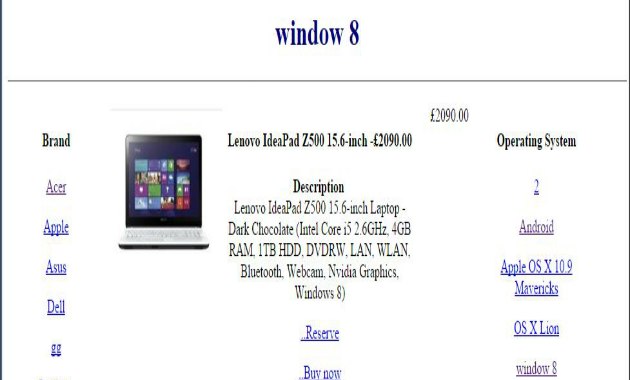 window 8
£2090.00
Brand
Acer
Apple
Asus
Dell
gg
Lenovo IdeaPad Z500 15.6-inch -£2090.00
Description
Lenovo IdeaPad Z500 15.6-inch Laptop -
Dark Chocolate (Intel Core i5 2.6GHz, 4GB
RAM, 1TB HDD, DVDRW, LAN, WLAN,
Bluetooth, Webcam, Nvidia Graphics,
Windows 8)
..Reserve
..Buy now
Operating System
2
Android
Apple OS X 10.9
Mavericks
OS X Lion
window 8